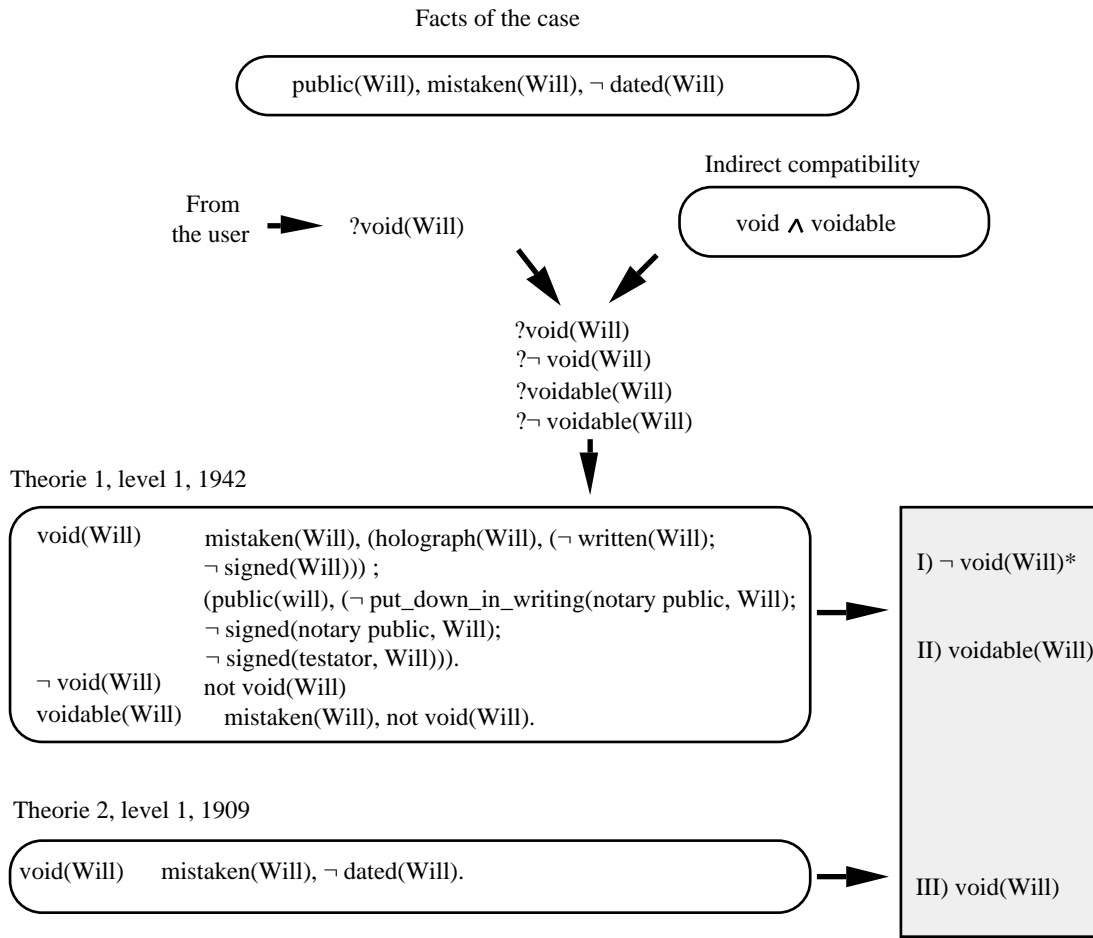 Facts of the case
public(Will), mistaken(Will), ¬ dated(Will)
Indirect compatibility
void ∧ voidable
From
the user
?void(Will)
?void(Will)
?¬ void(Will)
?voidable(Will)
?¬ voidable(Will)
Theorie 1, level 1, 1942
void(Will) mistaken(Will), (holograph(Will), (¬ written(Will);
¬ signed(Will))) ;
(public(will), (¬ put_down_in_writing(notary public, Will);
¬ signed(notary public, Will);
¬ signed(testator, Will))).
¬ void(Will) not void(Will)
voidable(Will) mistaken(Will), not void(Will).
I) ¬ void(Will)*
II) voidable(Will)
Theorie 2, level 1, 1909
void(Will) mistaken(Will), ¬ dated(Will).
III) void(Will)